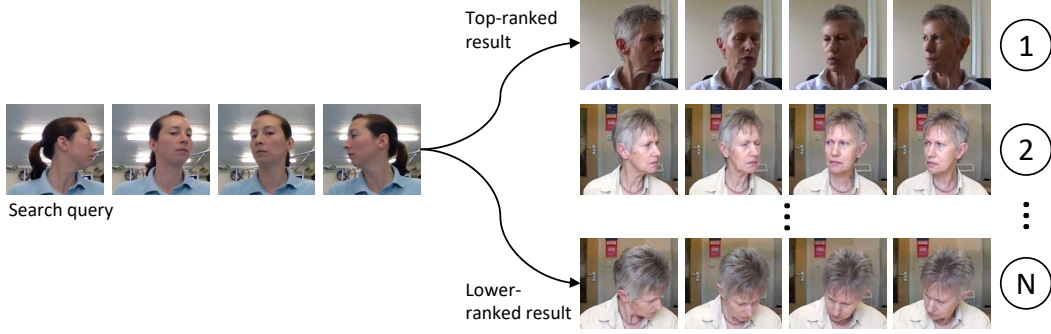 Top-ranked
result
1
Search query
2
Lower-
ranked result
N